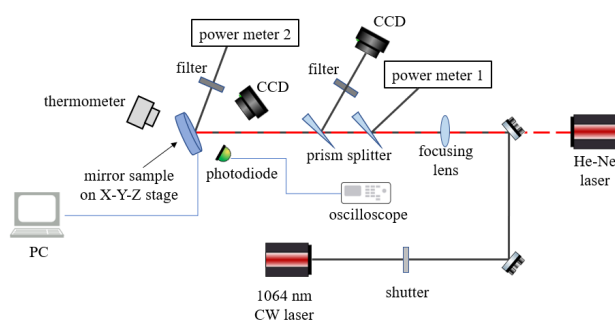 CCD
power meter 2
filter
filter
CCD
power meter 1
thermometer
prism splitter
focusing
lens
He-Ne
laser
mirror sample
on X-Y-Z stage
photodiode
oscilloscope
PC
1064 nm
CW laser
shutter